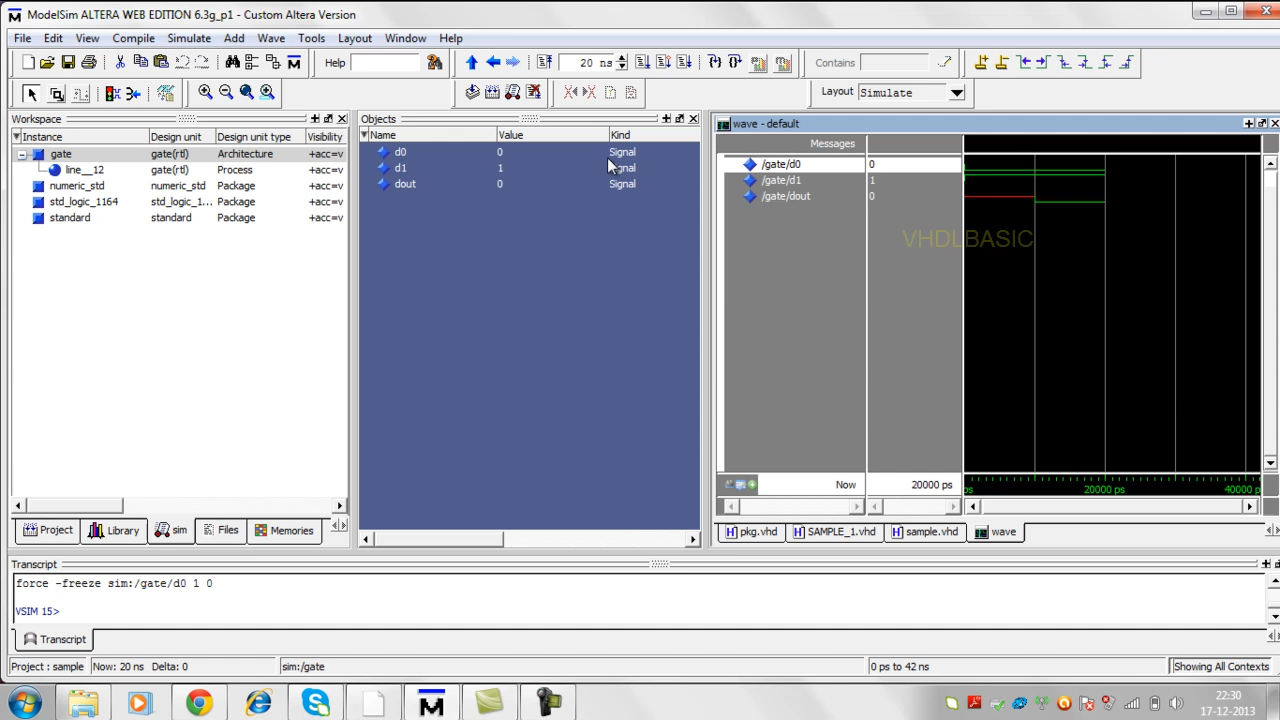 ModelSim ALTERA WEB EDITION 6.3g_p1 - Custom Altera Version
File Edit View Compile Simulate Add Wave Tools Layout Window Help
Help 20 ns Contains
Layout Simulate
Workspace
Instance Design unit Design unit type Visibility
gate gate(rtl) Architecture +acc=v
line__12 gate(rtl) Process +acc=v
numeric_std numeric_std Package +acc=v
std_logic_1164 std_logic_1... Package +acc=v
standard standard Package +acc=v
Project Library sim Files Memories
Objects
Name Value Kind
d0 0 Signal
d1 1 Signal
dout 0 Signal
wave - default
Messages
/gate/d0 0
/gate/d1 1
/gate/dout 0
VHDLBASIC
Now 20000 ps
ps 20000 ps 40000 p
pkg.vhd SAMPLE_1.vhd sample.vhd wave
Transcript
force -freeze sim:/gate/d0 1 0
VSIM 15>
Transcript
Project : sample Now: 20 ns Delta: 0 sim:/gate 0 ps to 42 ns Showing All Contexts
22:30
17-12-2013